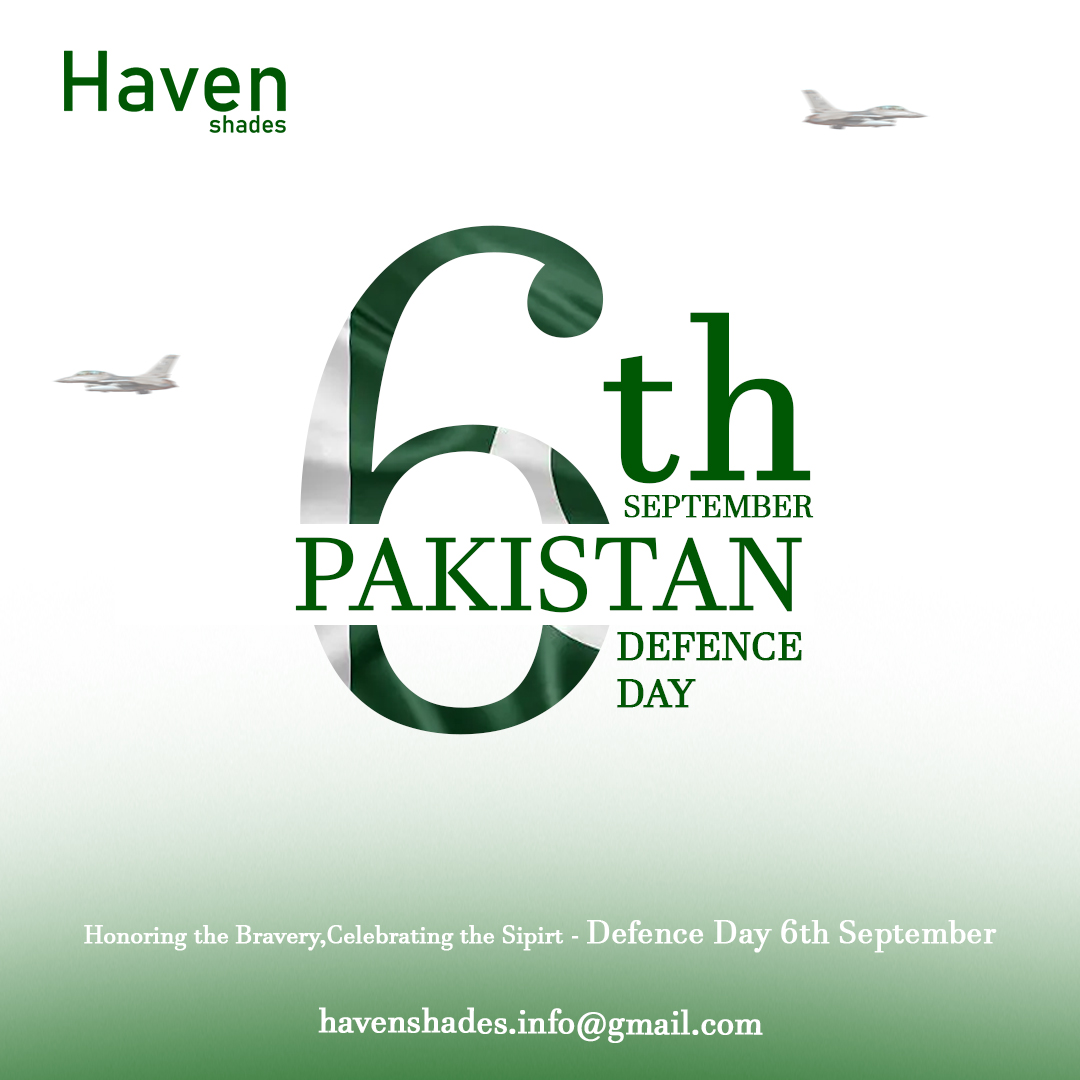 Haven
shades
6th
SEPTEMBER
PAKISTAN
DEFENCE
DAY
Honoring the Bravery,Celebrating the Sipirt - Defence Day 6th September
havenshades.info@gmail.com